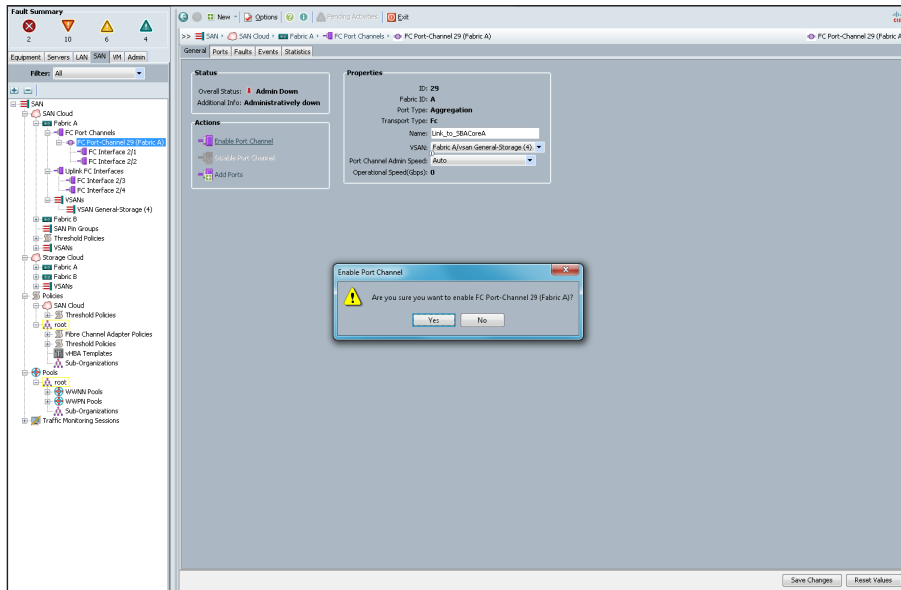 Fault Summary
2 10 6 4
Equipment Servers LAN SAN VM Admin
Filter: All
SAN
SAN Cloud
Fabric A
FC Port Channels
FC Port-Channel 29 (Fabric A)
FC Interface 2/1
FC Interface 2/2
Uplink FC Interfaces
FC Interface 2/3
FC Interface 2/4
VSANs
VSAN General-Storage (4)
Fabric B
SAN Pin Groups
Threshold Policies
VSANs
Storage Cloud
Fabric A
Fabric B
VSANs
Policies
SAN Cloud
Threshold Policies
root
Fibre Channel Adapter Policies
Threshold Policies
vHBA Templates
Sub-Organizations
Pools
root
WWNN Pools
WWPN Pools
Sub-Organizations
Traffic Monitoring Sessions
New Options Pending Activities Exit
>> SAN SAN Cloud Fabric A FC Port Channels FC Port-Channel 29 (Fabric A) FC Port-Channel 29 (Fabric A
General Ports Faults Events Statistics
Status
Overall Status: Admin Down
Additional Info: Administratively down
Actions
Enable Port Channel
Disable Port Channel
Add Ports
Properties
ID: 29
Fabric ID: A
Port Type: Aggregation
Transport Type: Fc
Name: Link_to_SBACoreA
VSAN: Fabric A/vsan General-Storage (4)
Port Channel Admin Speed: Auto
Operational Speed(Gbps): 0
Enable Port Channel
Are you sure you want to enable FC Port-Channel 29 (Fabric A)?
Yes No
Save Changes Reset Values